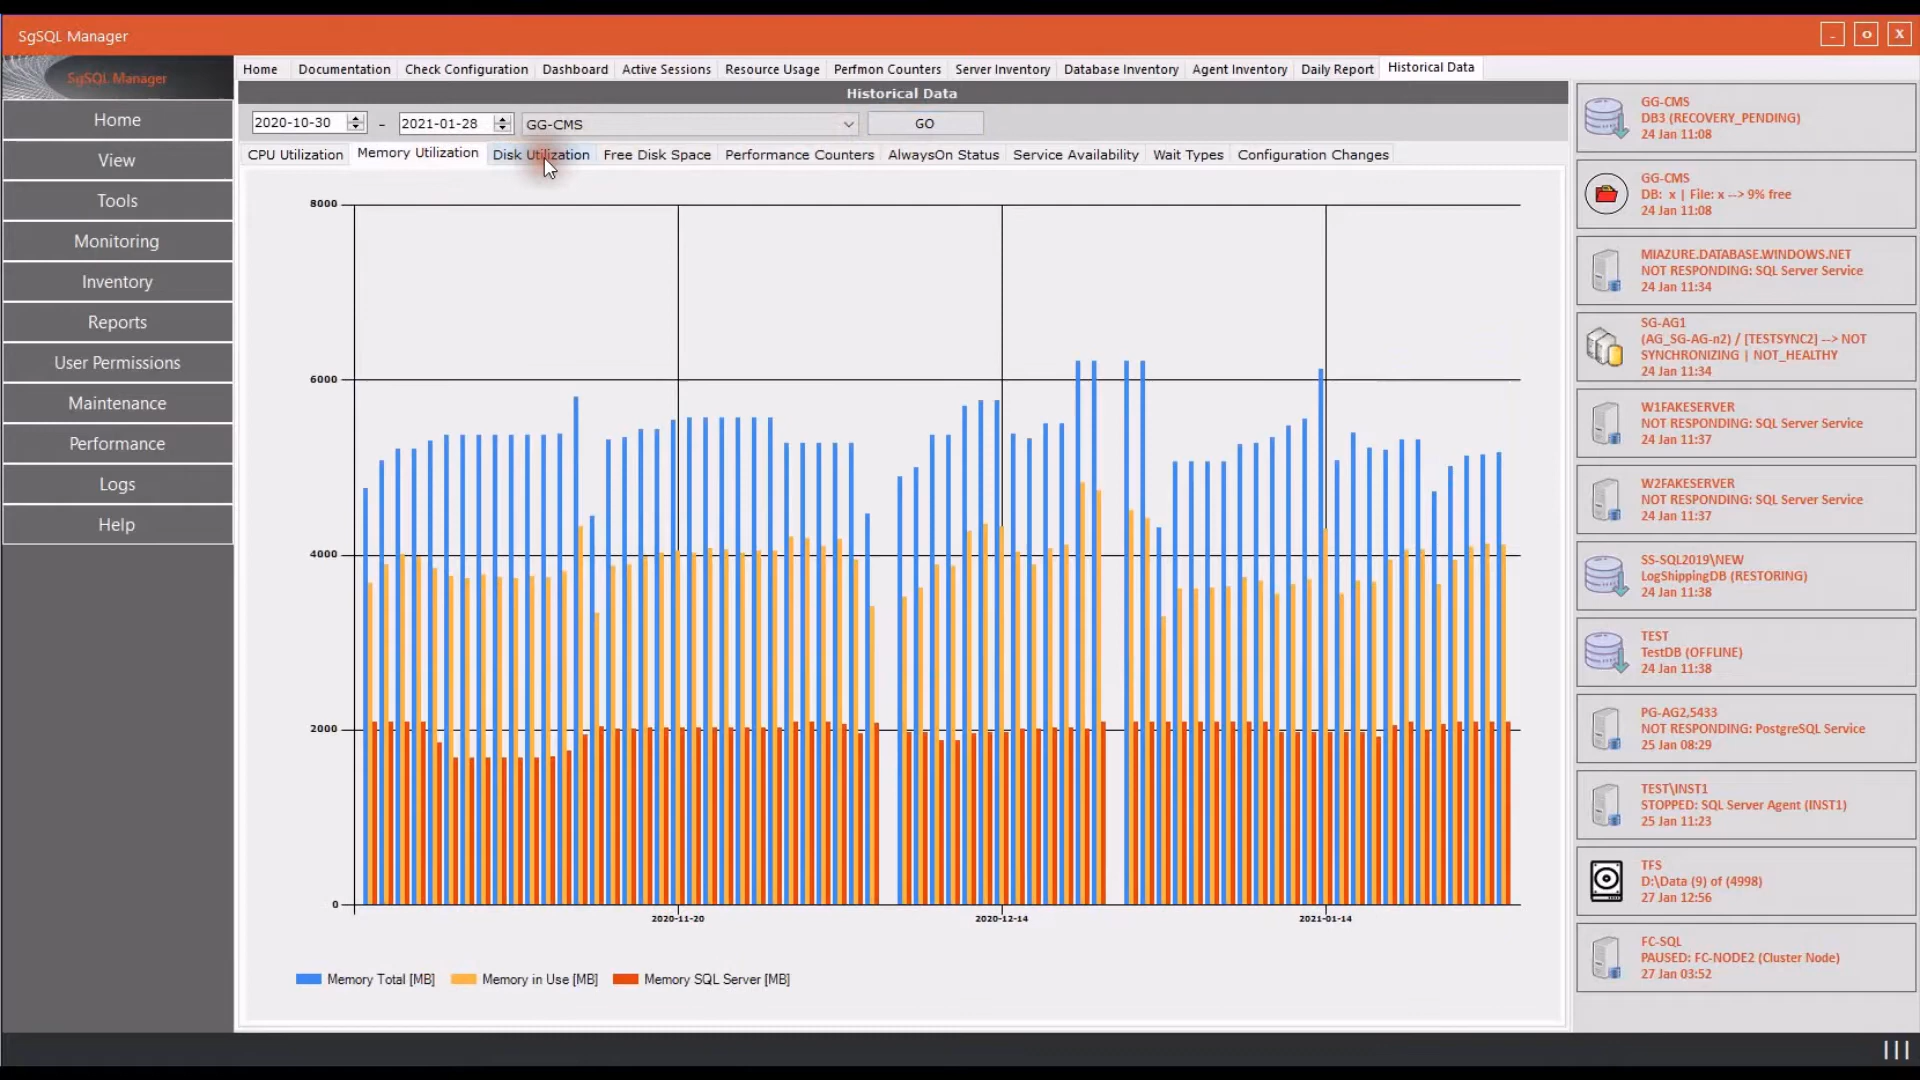 SgSQL Manager
_ o X
SgSQL Manager
Home
View
Tools
Monitoring
Inventory
Reports
User Permissions
Maintenance
Performance
Logs
Help
Home Documentation Check Configuration Dashboard Active Sessions Resource Usage Perfmon Counters Server Inventory Database Inventory Agent Inventory Daily Report Historical Data
Historical Data
2020-10-30 - 2021-01-28 GG-CMS GO
CPU Utilization Memory Utilization Disk Utilization Free Disk Space Performance Counters AlwaysOn Status Service Availability Wait Types Configuration Changes
8000
6000
4000
2000
0
2020-11-20 2020-12-14 2021-01-14
Memory Total [MB] Memory in Use [MB] Memory SQL Server [MB]
GG-CMS
DB3 (RECOVERY_PENDING)
24 Jan 11:08
GG-CMS
DB: x | File: x --> 9% free
24 Jan 11:08
MIAZURE.DATABASE.WINDOWS.NET
NOT RESPONDING: SQL Server Service
24 Jan 11:34
SG-AG1
(AG_SG-AG-n2) / [TESTSYNC2] --> NOT
SYNCHRONIZING | NOT_HEALTHY
24 Jan 11:34
W1FAKESERVER
NOT RESPONDING: SQL Server Service
24 Jan 11:37
W2FAKESERVER
NOT RESPONDING: SQL Server Service
24 Jan 11:37
SS-SQL2019\NEW
LogShippingDB (RESTORING)
24 Jan 11:38
TEST
TestDB (OFFLINE)
24 Jan 11:38
PG-AG2,5433
NOT RESPONDING: PostgreSQL Service
25 Jan 08:29
TEST\INST1
STOPPED: SQL Server Agent (INST1)
25 Jan 11:23
TFS
D:\Data (9) of (4998)
27 Jan 12:56
FC-SQL
PAUSED: FC-NODE2 (Cluster Node)
27 Jan 03:52